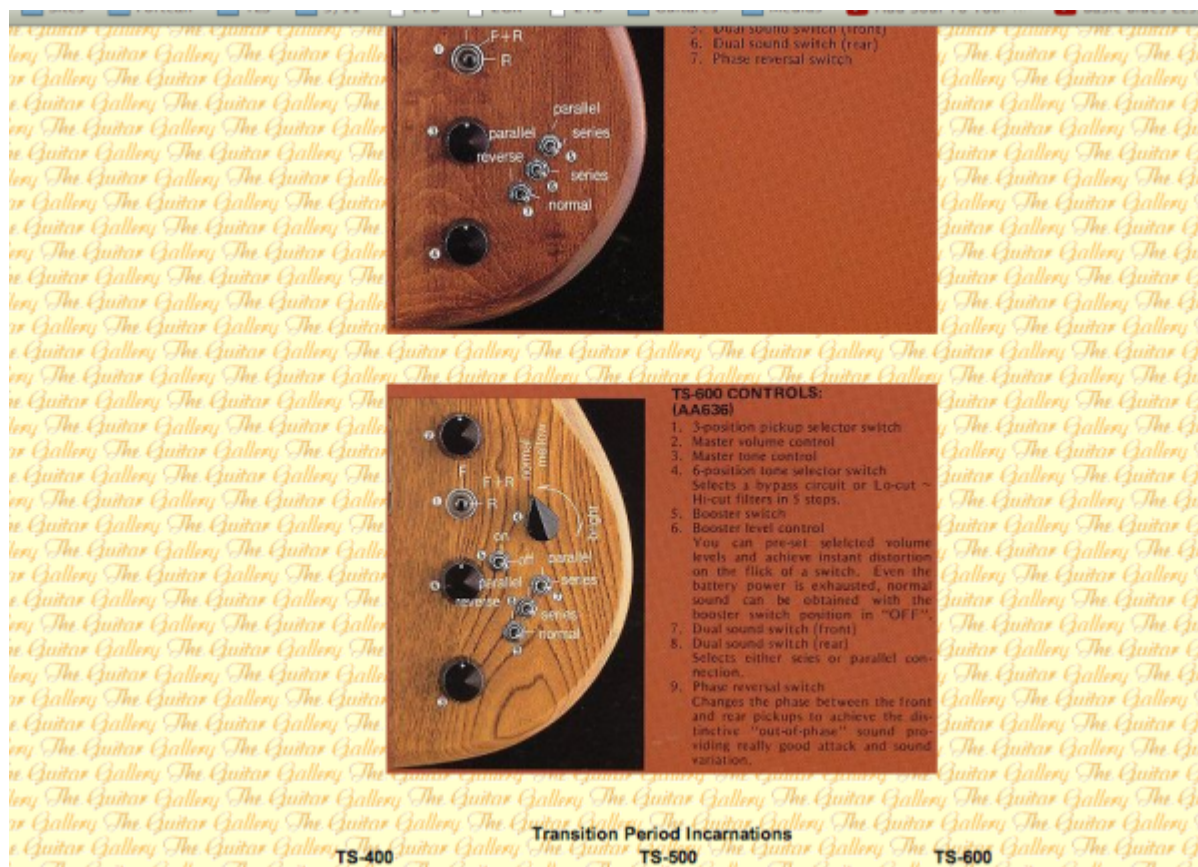 F+R
R
parallel
series
parallel
reverse
series
normal
5. Dual sound switch (front)
6. Dual sound switch (rear)
7. Phase reversal switch
TS-600 CONTROLS:
(AA636)
1. 3-position pickup selector switch
2. Master volume control
3. Master tone control
4. 6-position tone selector switch
Selects a bypass circuit or Lo-cut ~
Hi-cut filters in 5 stops.
5. Booster switch
6. Booster level control
You can pre-set selelcted volume
levels and achieve instant distortion
on the flick of a switch. Even the
battery power is exhausted, normal
sound can be obtained with the
booster switch position in "OFF".
7. Dual sound switch (front)
8. Dual sound switch (rear)
Selects either seies or parallel con-
nection.
9. Phase reversal switch
Changes the phase between the front
and rear pickups to achieve the dis-
tinctive "out-of-phase" sound pro-
viding really good attack and sound
variation.
normal
mellow
bright
F
F+R
R
on
off
parallel
series
parallel
reverse
series
normal
The Guitar Gallery
Transition Period Incarnations
TS-400 TS-500 TS-600